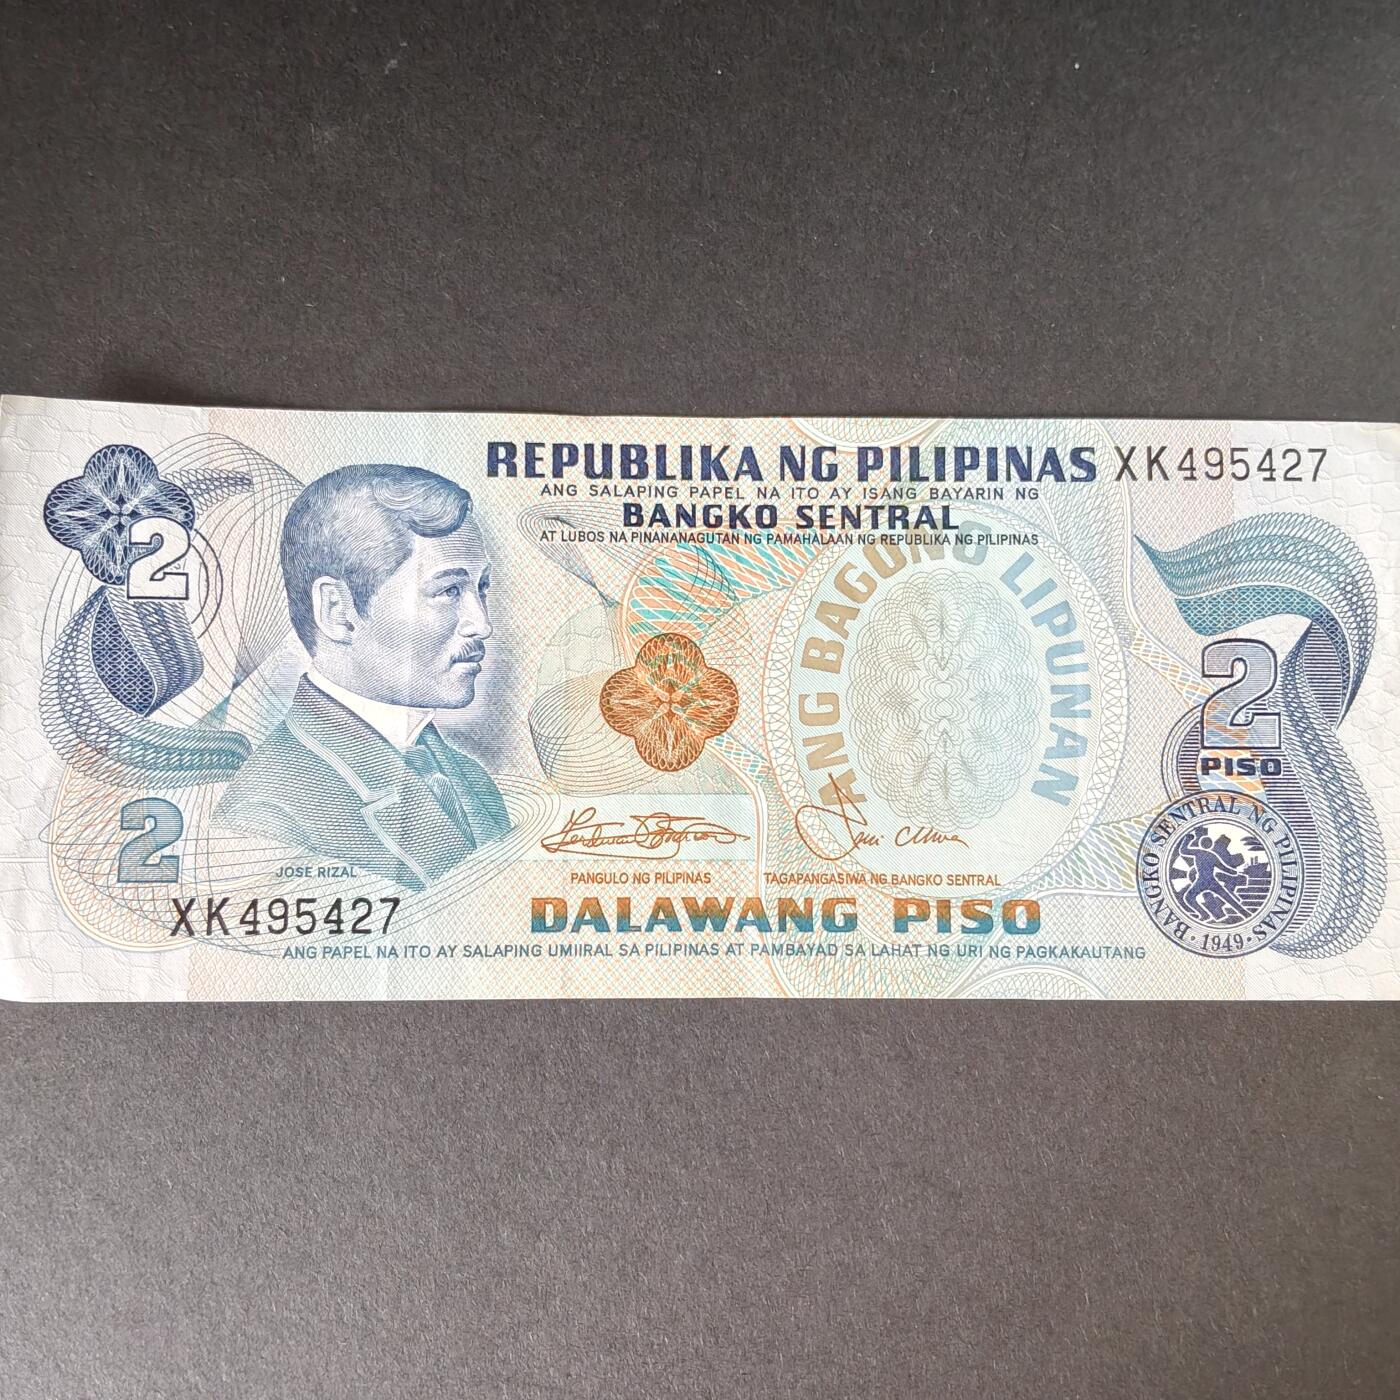 REPUBLIKA NG PILIPINAS XK495427
ANG SALAPING PAPEL NA ITO AY ISANG BAYARIN NG
BANGKO SENTRAL
AT LUBOS NA PINANANAGUTAN NG PAMAHALAAN NG REPUBLIKA NG PILIPINAS
2
ANG BAGONG LIPUNAN
2
PISO
2
JOSE RIZAL
PANGULO NG PILIPINAS
TAGAPANGASIWA NG BANGKO SENTRAL
XK495427
DALAWANG PISO
ANG PAPEL NA ITO AY SALAPING UMIIRAL SA PILIPINAS AT PAMBAYAD SA LAHAT NG URI NG PAGKAKAUTANG
BANGKO SENTRAL NG PILIPINAS
1949